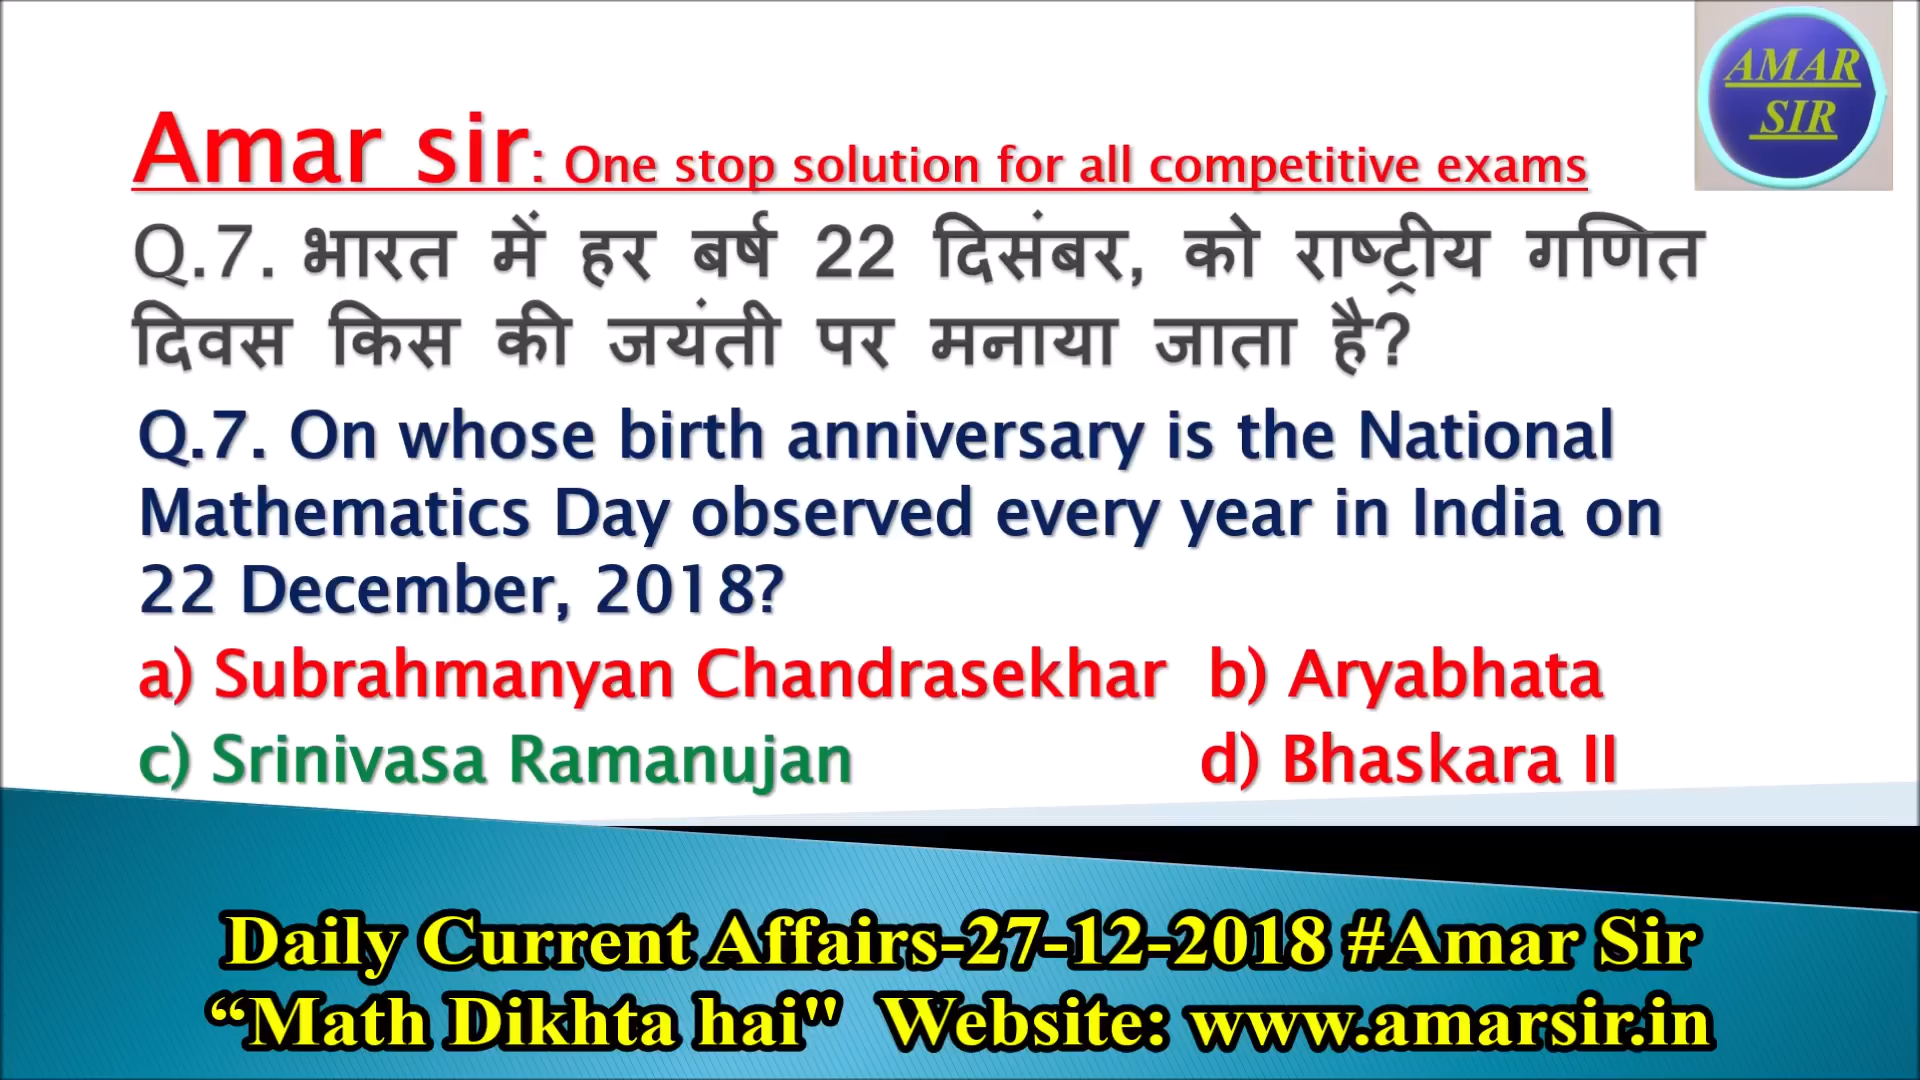 AMAR
SIR
Amar sir: One stop solution for all competitive exams
Q.7. भारत में हर बर्ष 22 दिसंबर, को राष्ट्रीय गणित
दिवस किस की जयंती पर मनाया जाता है?
Q.7. On whose birth anniversary is the National
Mathematics Day observed every year in India on
22 December, 2018?
a) Subrahmanyan Chandrasekhar b) Aryabhata
c) Srinivasa Ramanujan d) Bhaskara II
Daily Current Affairs-27-12-2018 #Amar Sir
“Math Dikhta hai" Website: www.amarsir.in